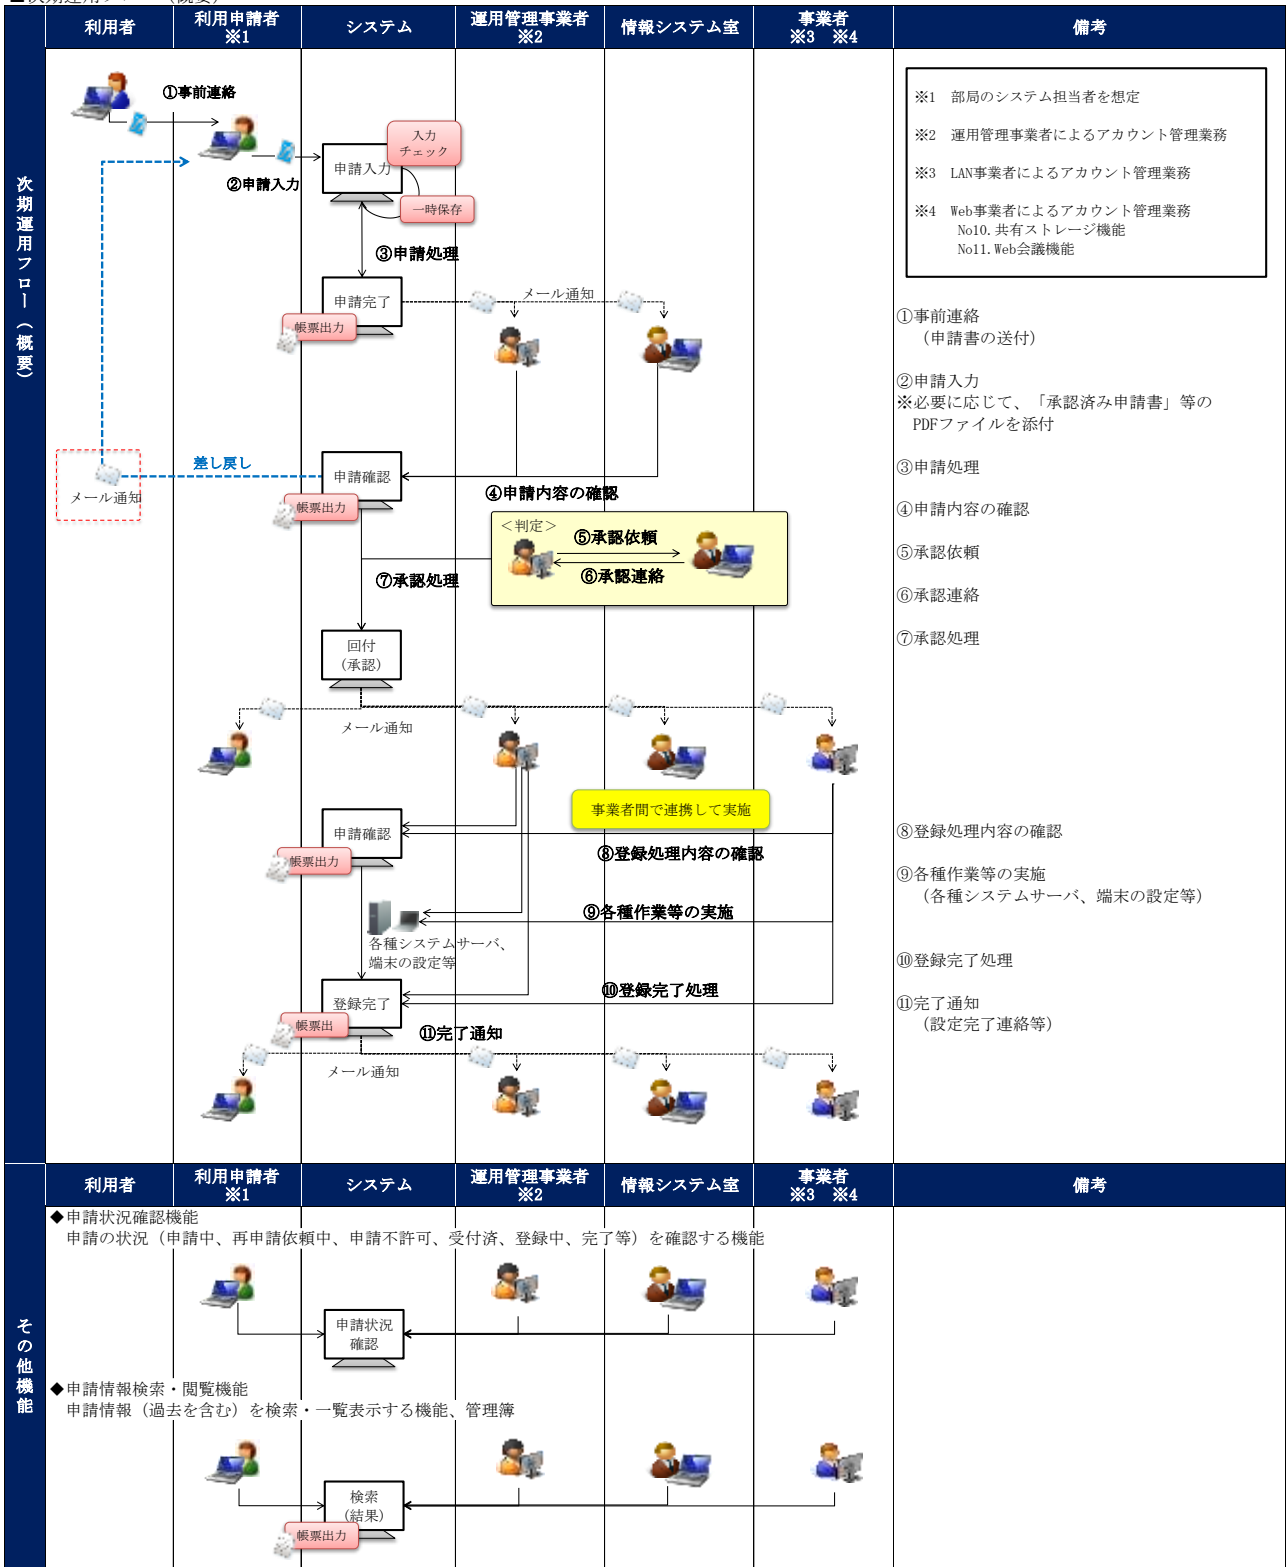 ■次期運用フロー（概要）
利用者
利用申請者
※1
システム
運用管理事業者
※2
情報システム室
事業者
※3　※4
備考
次期運用フロー（概要）
①事前連絡
②申請入力
申請入力
入力
チェック
一時保存
③申請処理
申請完了
帳票出力
メール通知
※1　部局のシステム担当者を想定
※2　運用管理事業者によるアカウント管理業務
※3　LAN事業者によるアカウント管理業務
※4　Web事業者によるアカウント管理業務
No10.共有ストレージ機能
No11.Web会議機能
①事前連絡
（申請書の送付）
②申請入力
※必要に応じて、「承認済み申請書」等の
PDFファイルを添付
③申請処理
④申請内容の確認
⑤承認依頼
⑥承認連絡
⑦承認処理
差し戻し
メール通知
申請確認
帳票出力
④申請内容の確認
＜判定＞
⑤承認依頼
⑥承認連絡
⑦承認処理
回付
（承認）
メール通知
事業者間で連携して実施
申請確認
帳票出力
⑧登録処理内容の確認
⑨各種作業等の実施
各種システムサーバ、
端末の設定等
⑩登録完了処理
登録完了
帳票出
⑪完了通知
メール通知
⑧登録処理内容の確認
⑨各種作業等の実施
（各種システムサーバ、端末の設定等）
⑩登録完了処理
⑪完了通知
（設定完了連絡等）
利用者
利用申請者
※1
システム
運用管理事業者
※2
情報システム室
事業者
※3　※4
備考
その他機能
◆申請状況確認機能
申請の状況（申請中、再申請依頼中、申請不許可、受付済、登録中、完了等）を確認する機能
申請状況
確認
◆申請情報検索・閲覧機能
申請情報（過去を含む）を検索・一覧表示する機能、管理簿
検索
（結果）
帳票出力